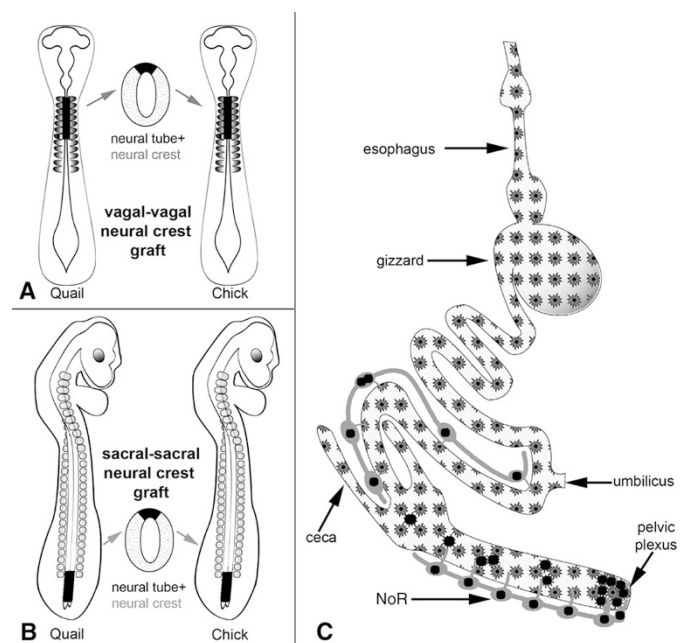 neural tube+
neural crest
vagal-vagal
neural crest
graft
A
Quail
Chick
sacral-sacral
neural crest
graft
neural tube+
neural crest
B
Quail
Chick
esophagus
gizzard
umbilicus
ceca
pelvic
plexus
NoR
C